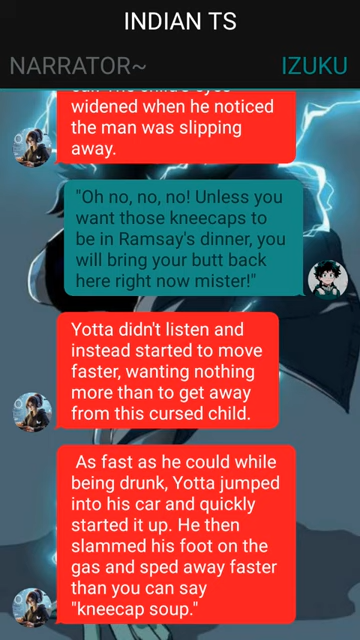 INDIAN TS
NARRATOR~ IZUKU
widened when he noticed
the man was slipping
away.
"Oh no, no, no! Unless you
want those kneecaps to
be in Ramsay's dinner, you
will bring your butt back
here right now mister!"
Yotta didn't listen and
instead started to move
faster, wanting nothing
more than to get away
from this cursed child.
As fast as he could while
being drunk, Yotta jumped
into his car and quickly
started it up. He then
slammed his foot on the
gas and sped away faster
than you can say
"kneecap soup."